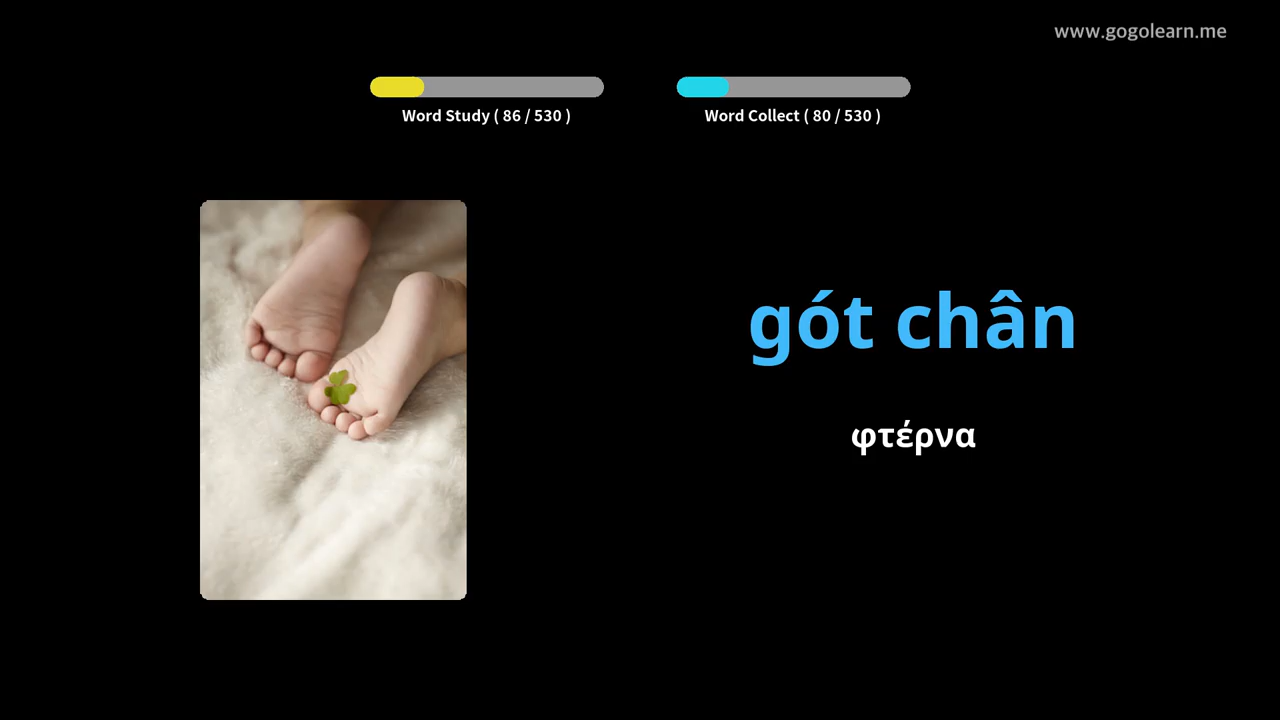 www.gogolearn.me
Word Study ( 86 / 530 )
Word Collect ( 80 / 530 )
gót chân
φτέρνα